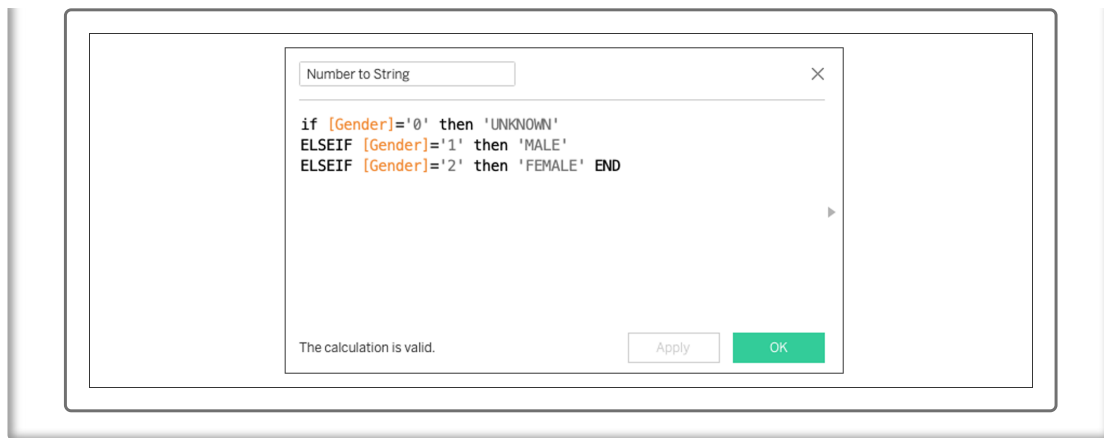 Number to String
if [Gender]='0' then 'UNKNOWN'
ELSEIF [Gender]='1' then 'MALE'
ELSEIF [Gender]='2' then 'FEMALE' END
The calculation is valid.
Apply
OK